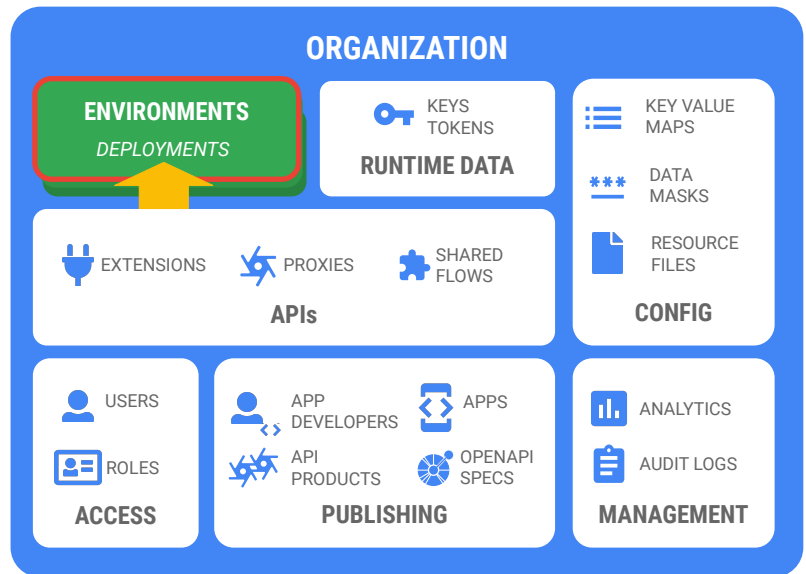 ORGANIZATION
ENVIRONMENTS
DEPLOYMENTS
KEYS
TOKENS
RUNTIME DATA
KEY VALUE
MAPS
***
DATA
MASKS
RESOURCE
FILES
CONFIG
EXTENSIONS
PROXIES
SHARED
FLOWS
APIs
USERS
ROLES
ACCESS
APP
DEVELOPERS
APPS
API
PRODUCTS
OPENAPI
SPECS
PUBLISHING
ANALYTICS
AUDIT LOGS
MANAGEMENT